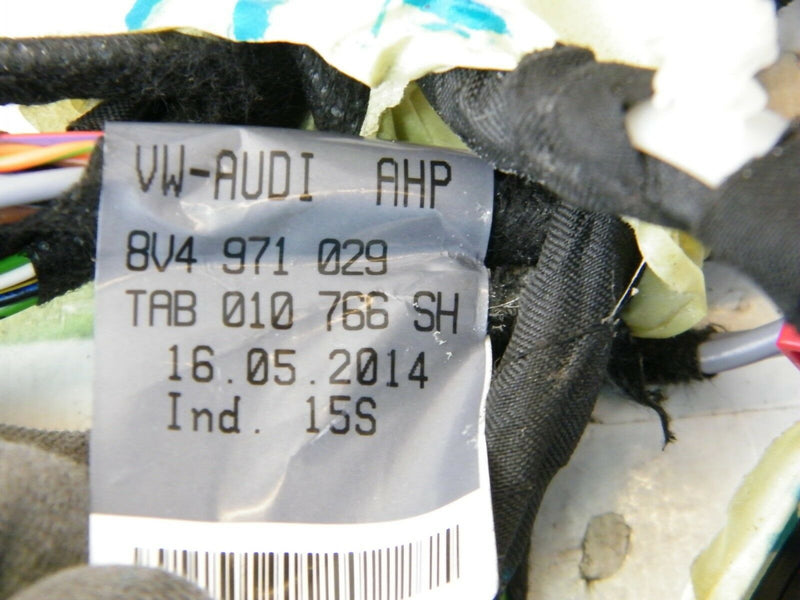 VW-AUDI AHP
8V4 971 029
TAB 010 766 SH
16.05.2014
Ind. 15S